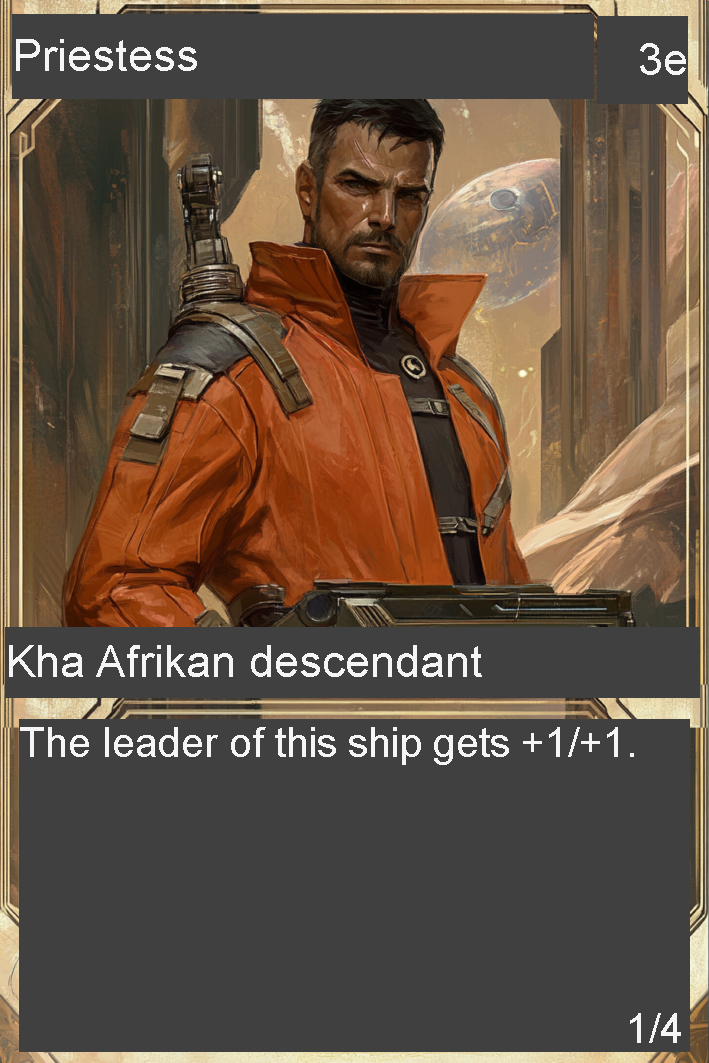 Priestess
3e
Kha Afrikan descendant
The leader of this ship gets +1/+1.
1/4